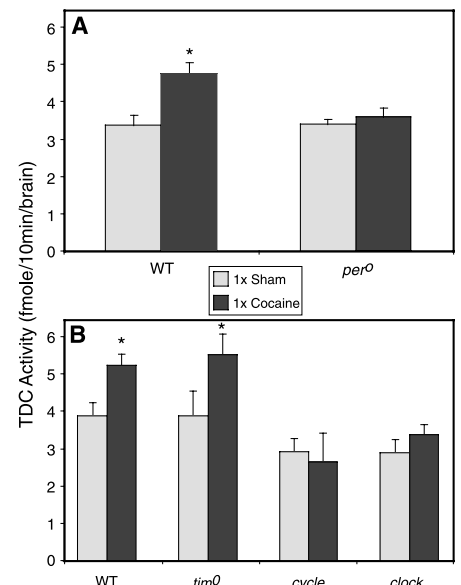 A
6
*
5
4
3
2
1
0
WT
per⁰
1x Sham
1x Cocaine
TDC Activity (fmole/10min/brain)
B
6
*
*
5
4
3
2
1
0
WT
tim⁰
cycle
clock